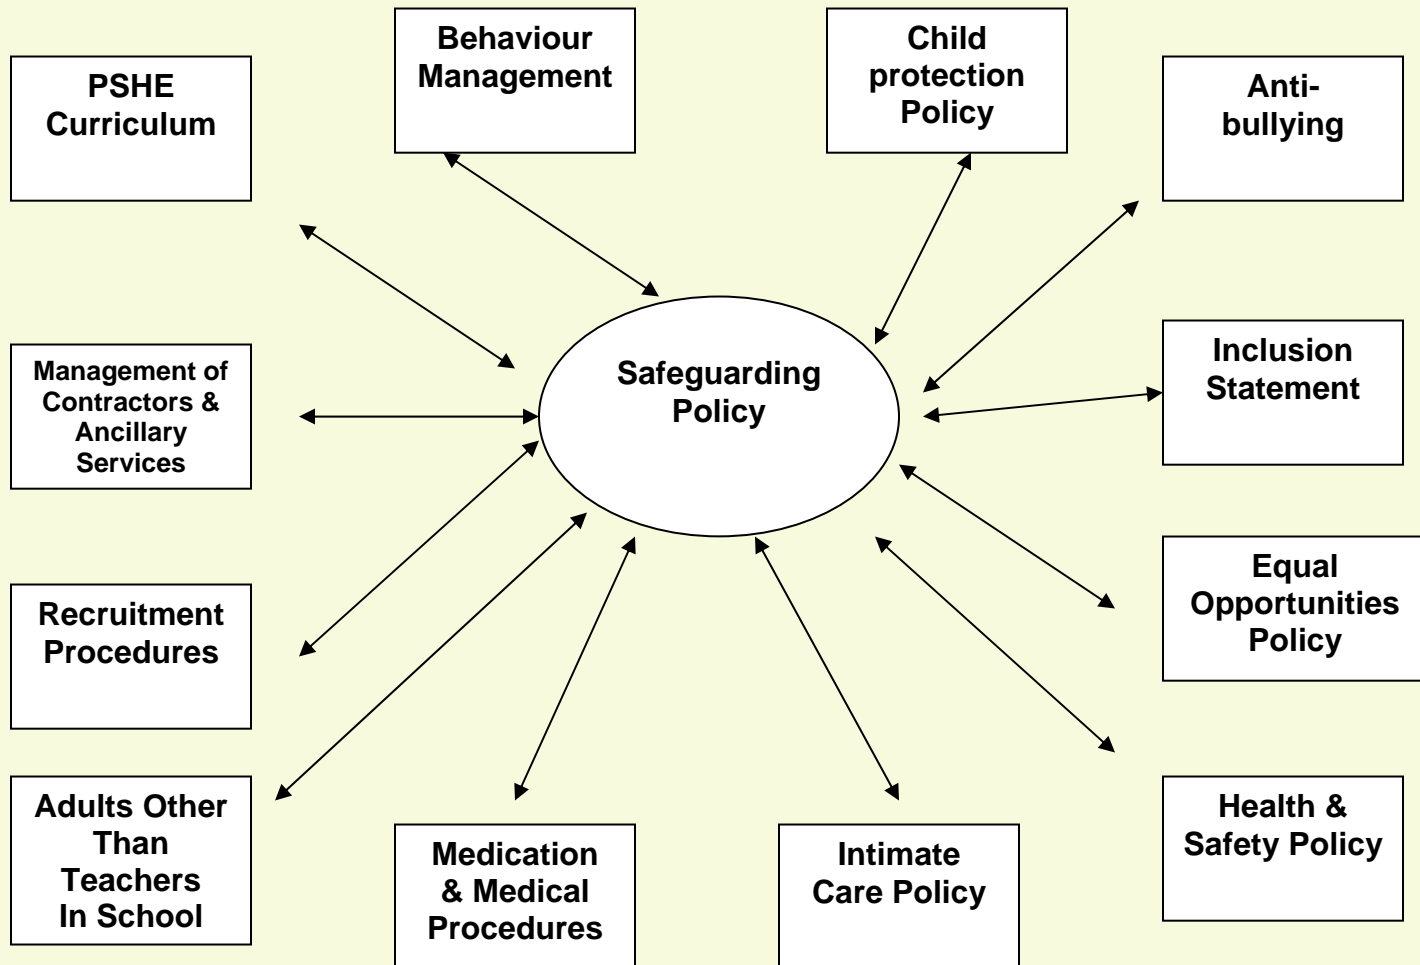 Behaviour
Management
Child
protection
Policy
PSHE
Curriculum
Anti-
bullying
Management of
Contractors &
Ancillary
Services
Safeguarding
Policy
Inclusion
Statement
Recruitment
Procedures
Equal
Opportunities
Policy
Adults Other
Than
Teachers
In School
Medication
& Medical
Procedures
Intimate
Care Policy
Health &
Safety Policy